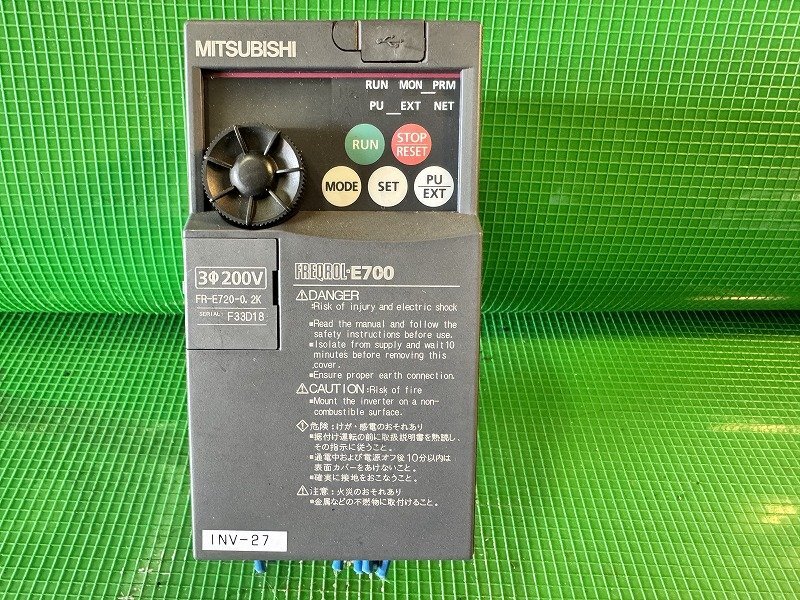 MITSUBISHI
RUN MON PRM
PU EXT NET
RUN
STOP
RESET
MODE
SET
PU
EXT
3Φ200V
FR-E720-0.2K
SERIAL: F33D18
FREQROL-E700
⚠DANGER
:Risk of injury and electric shock
■Read the manual and follow the
safety instructions before use.
■Isolate from supply and wait 10
minutes before removing this
cover.
■Ensure proper earth connection.
⚠CAUTION:Risk of fire
■Mount the inverter on a non-
combustible surface.
危険:けが・感電のおそれあり
■据付け運転の前に取扱説明書を熟読し、
その指示に従うこと。
■通電中および電源オフ後10分以内は
表面カバーをあけないこと。
■確実に接地をおこなうこと。
⚠注意:火災のおそれあり
■金属などの不燃物に取付けること。
INV-27